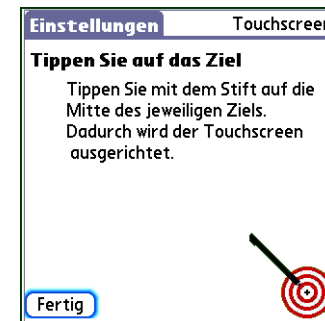 Einstellungen Touchscreen
Tippen Sie auf das Ziel
Tippen Sie mit dem Stift auf die
Mitte des jeweiligen Ziels.
Dadurch wird der Touchscreen
ausgerichtet.
Fertig